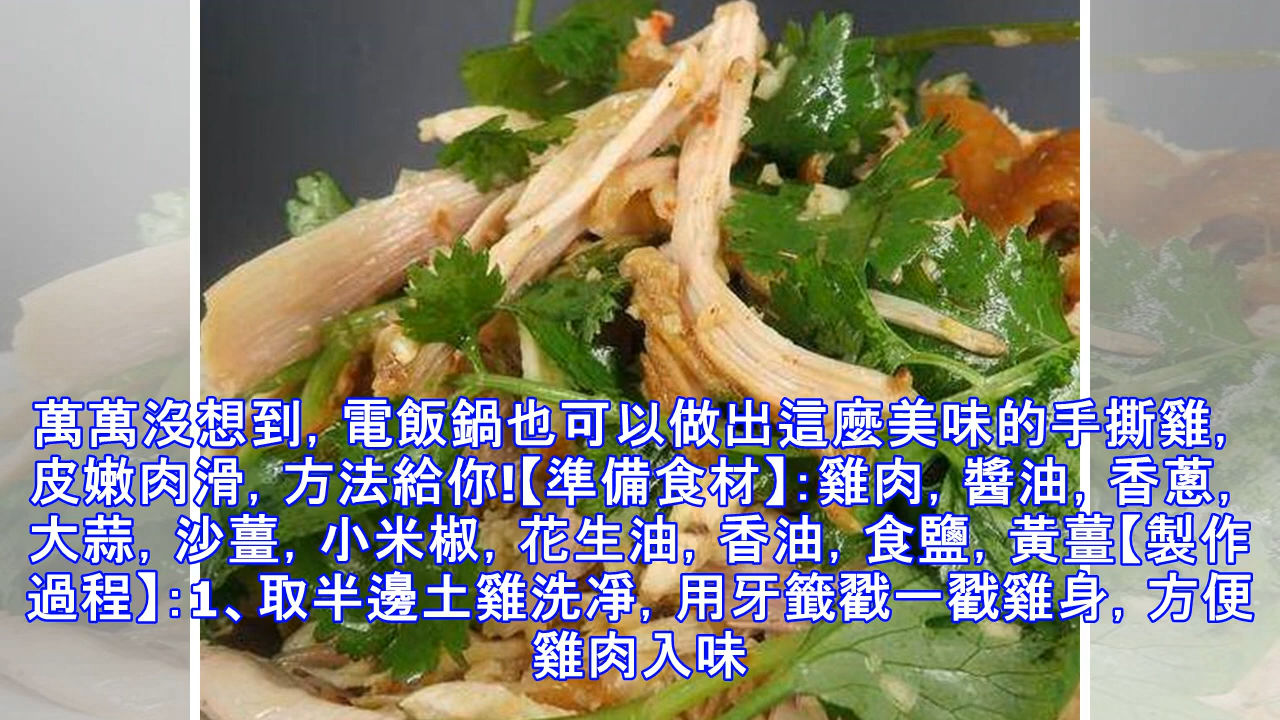 萬萬沒想到, 電飯鍋也可以做出這麼美味的手撕雞,
皮嫩肉滑, 方法給你!【準備食材】:雞肉, 醬油, 香蔥,
大蒜, 沙薑, 小米椒, 花生油, 香油, 食鹽, 黃薑【製作
過程】:1、取半邊土雞洗凈, 用牙籤戳一戳雞身, 方便
雞肉入味